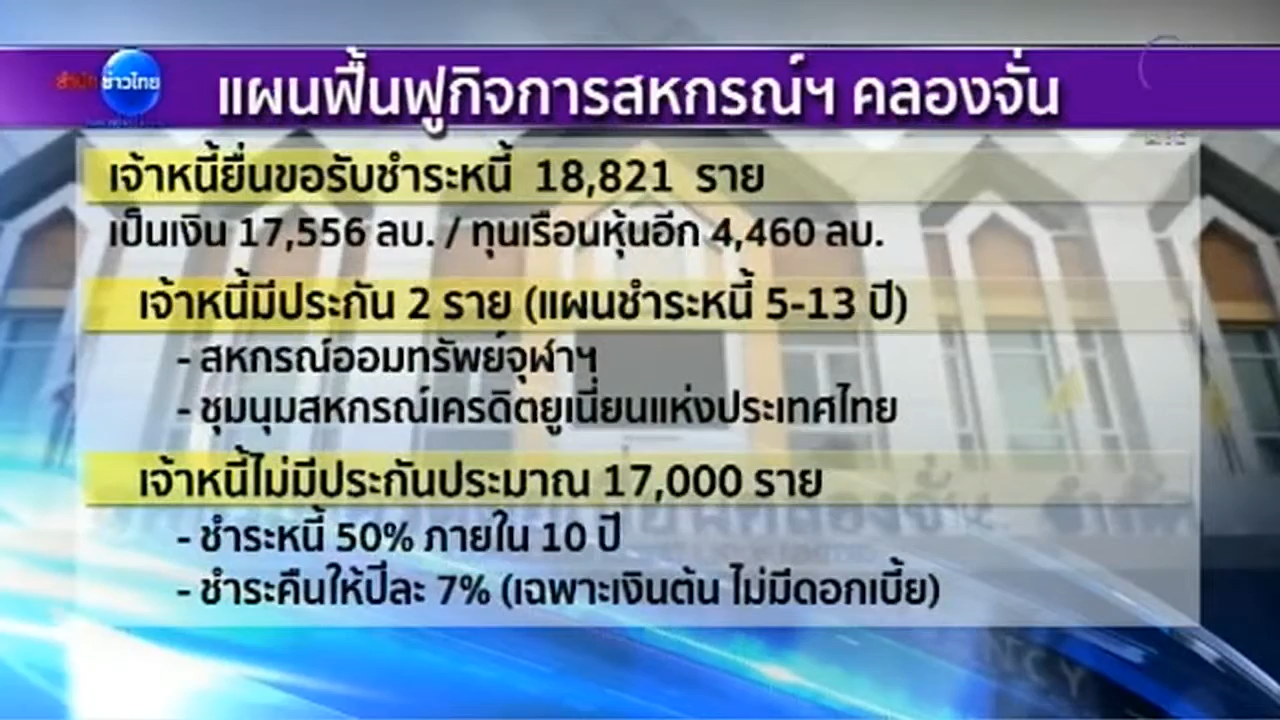 สำนักข่าวไทย
แผนฟื้นฟูกิจการสหกรณ์ฯ คลองจั่น
เจ้าหนี้ยื่นขอรับชำระหนี้ 18,821 ราย
เป็นเงิน 17,556 ลบ. / ทุนเรือนหุ้นอีก 4,460 ลบ.
เจ้าหนี้มีประกัน 2 ราย (แผนชำระหนี้ 5-13 ปี)
- สหกรณ์ออมทรัพย์จุฬาฯ
- ชุมนุมสหกรณ์เครดิตยูเนี่ยนแห่งประเทศไทย
เจ้าหนี้ไม่มีประกันประมาณ 17,000 ราย
- ชำระหนี้ 50% ภายใน 10 ปี
- ชำระคืนให้ปีละ 7% (เฉพาะเงินต้น ไม่มีดอกเบี้ย)